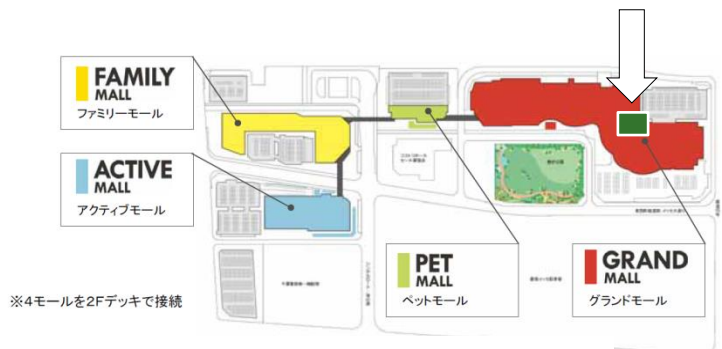 FAMILY
MALL
ファミリーモール
ACTIVE
MALL
アクティブモール
PET
MALL
ペットモール
GRAND
MALL
グランドモール
※4モールを2Fデッキで接続